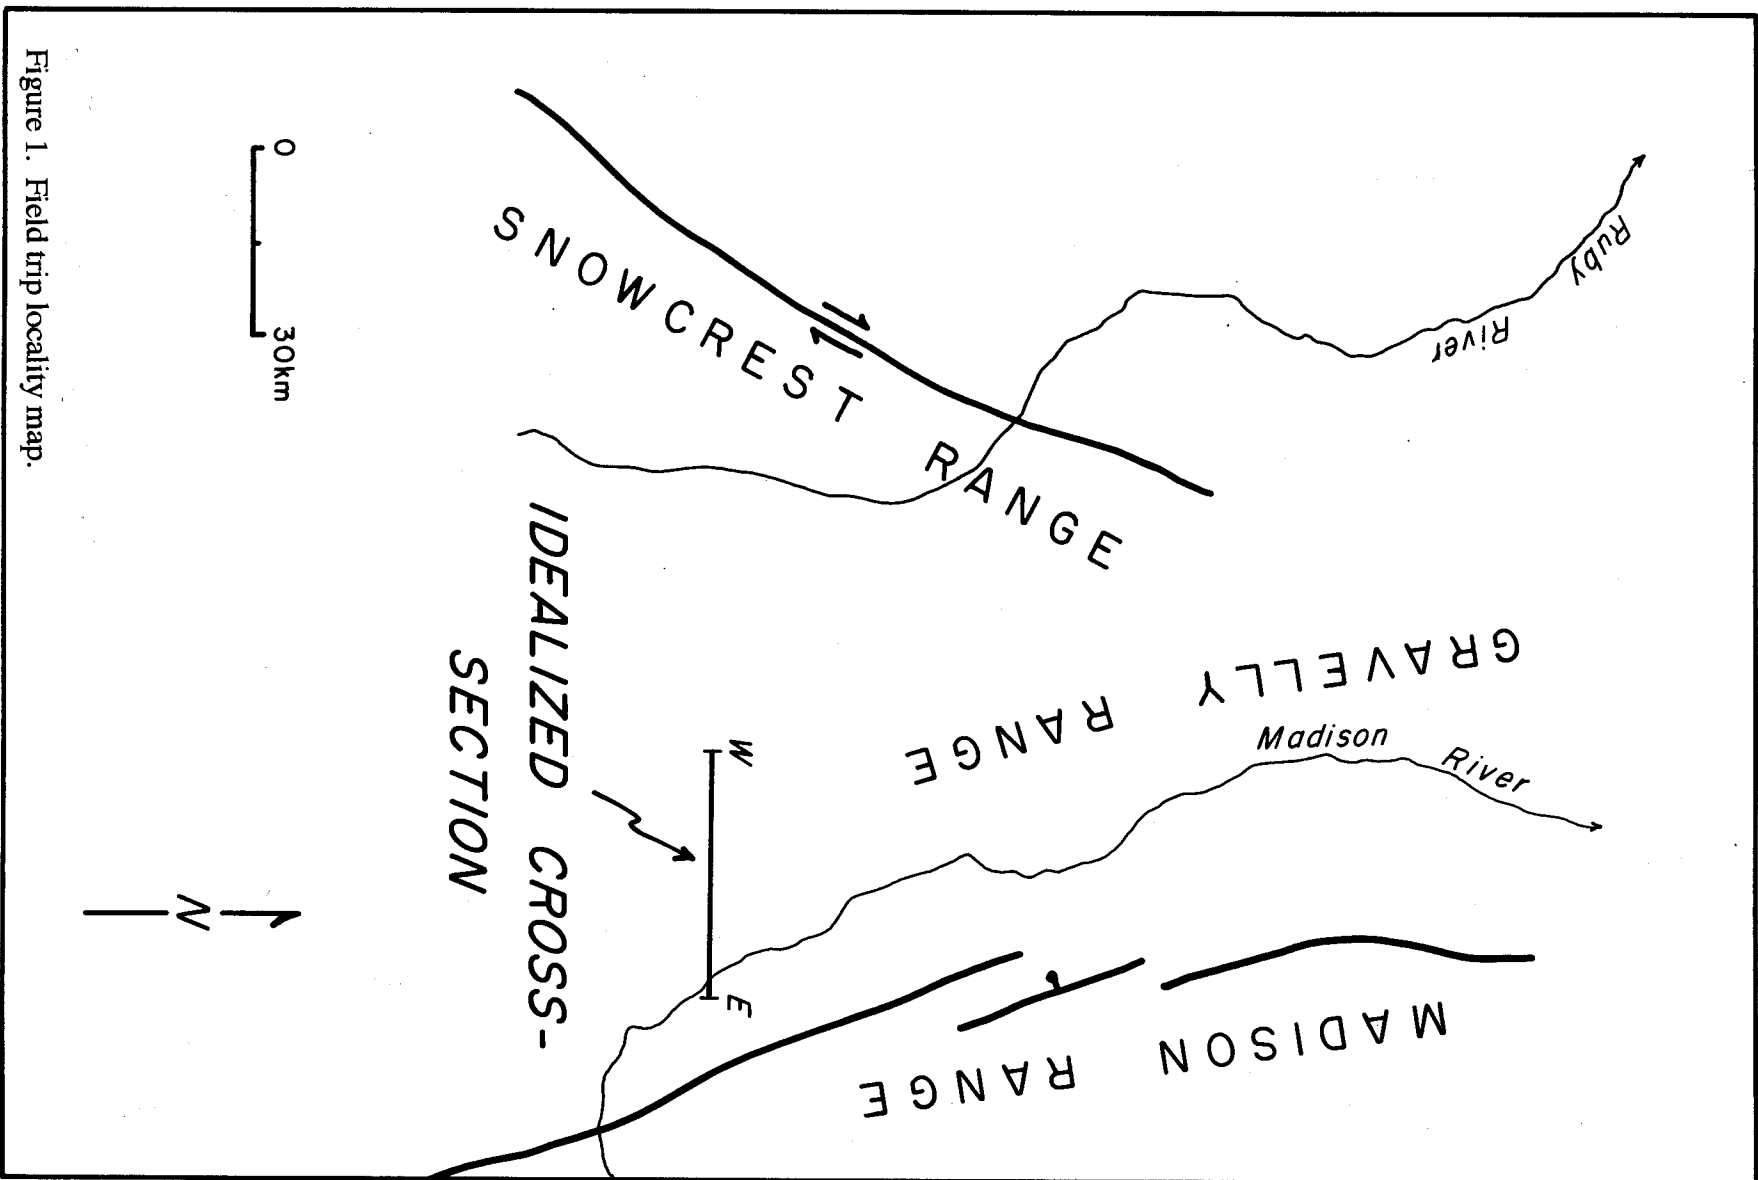 Ruby
River
SNOWCREST RANGE
GRAVELLY RANGE
Madison
River
MADISON RANGE
W
E
IDEALIZED CROSS-
SECTION
N
0 30km
Figure 1. Field trip locality map.